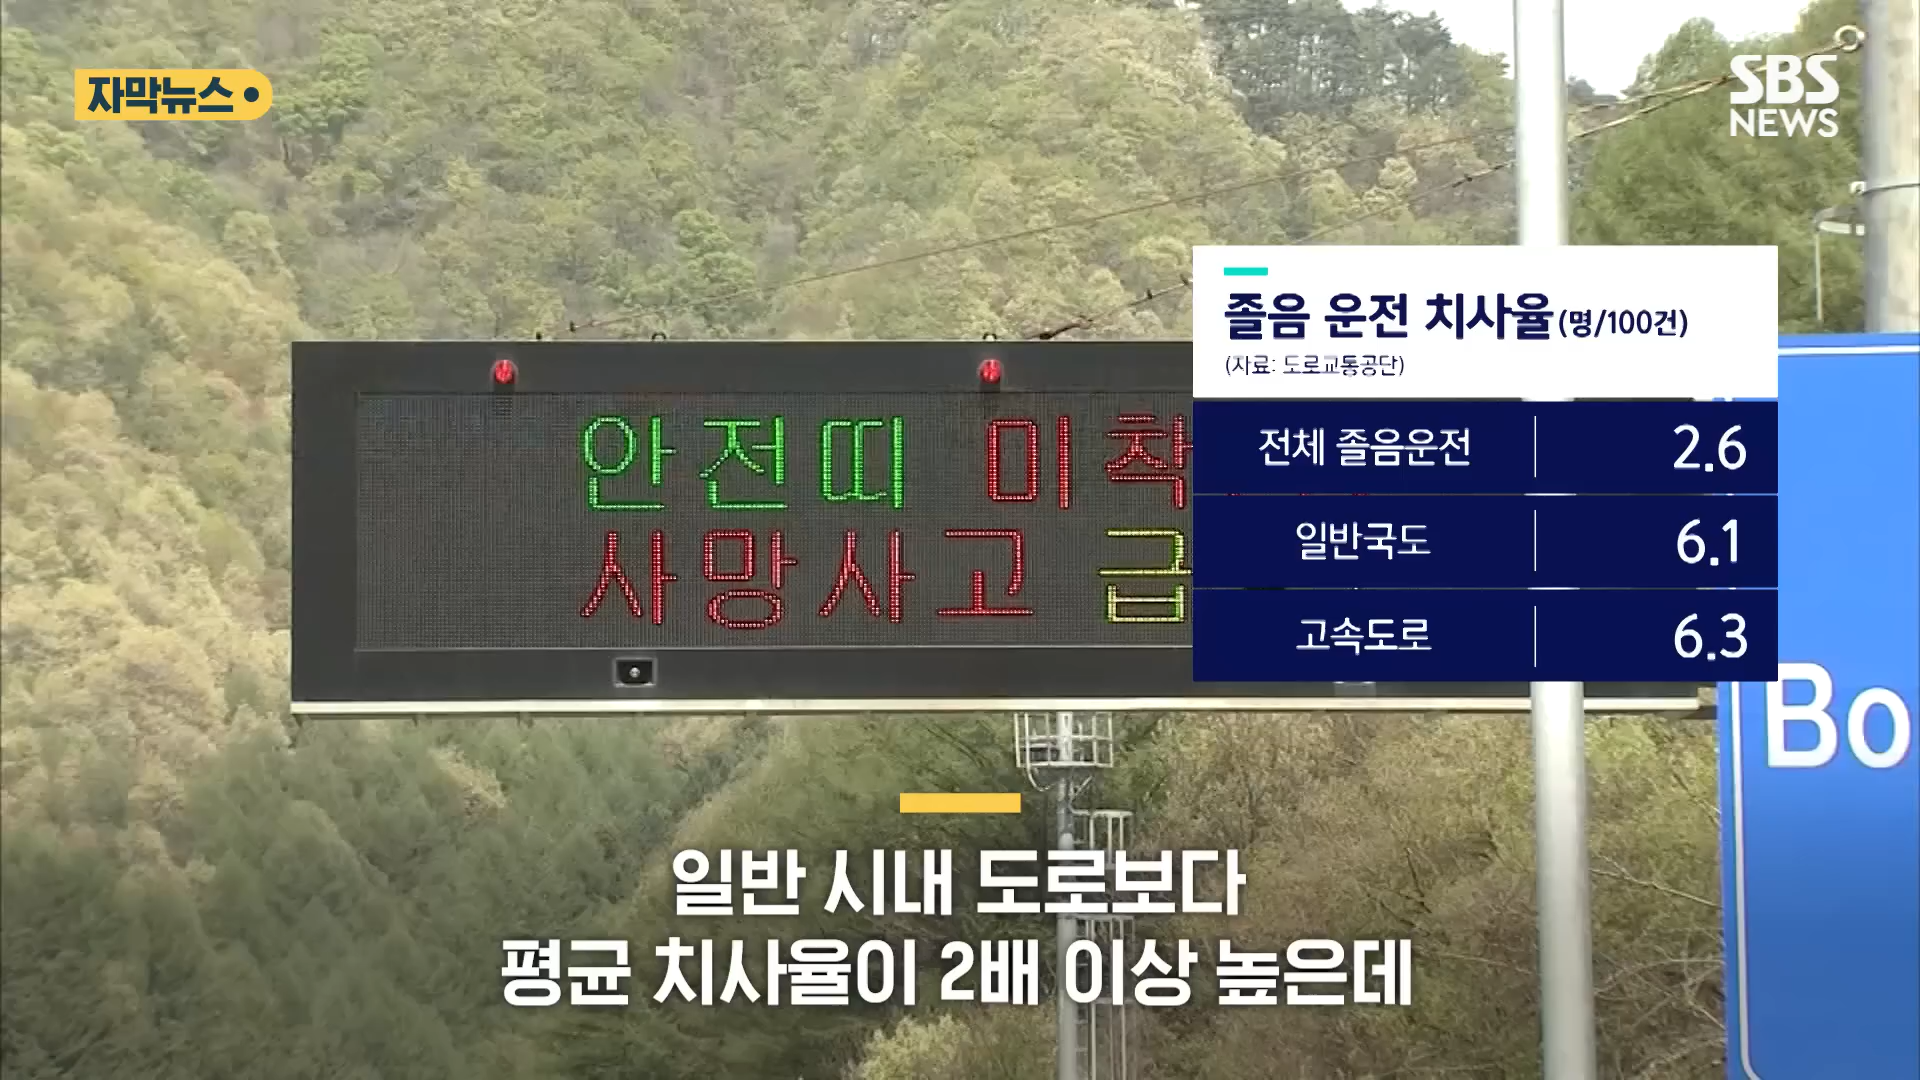 자막뉴스
SBS
NEWS
졸음 운전 치사율(명/100건)
(자료: 도로교통공단)
전체 졸음운전 2.6
일반국도 6.1
고속도로 6.3
안전띠 미착
사망사고 급
Bo
일반 시내 도로보다
평균 치사율이 2배 이상 높은데